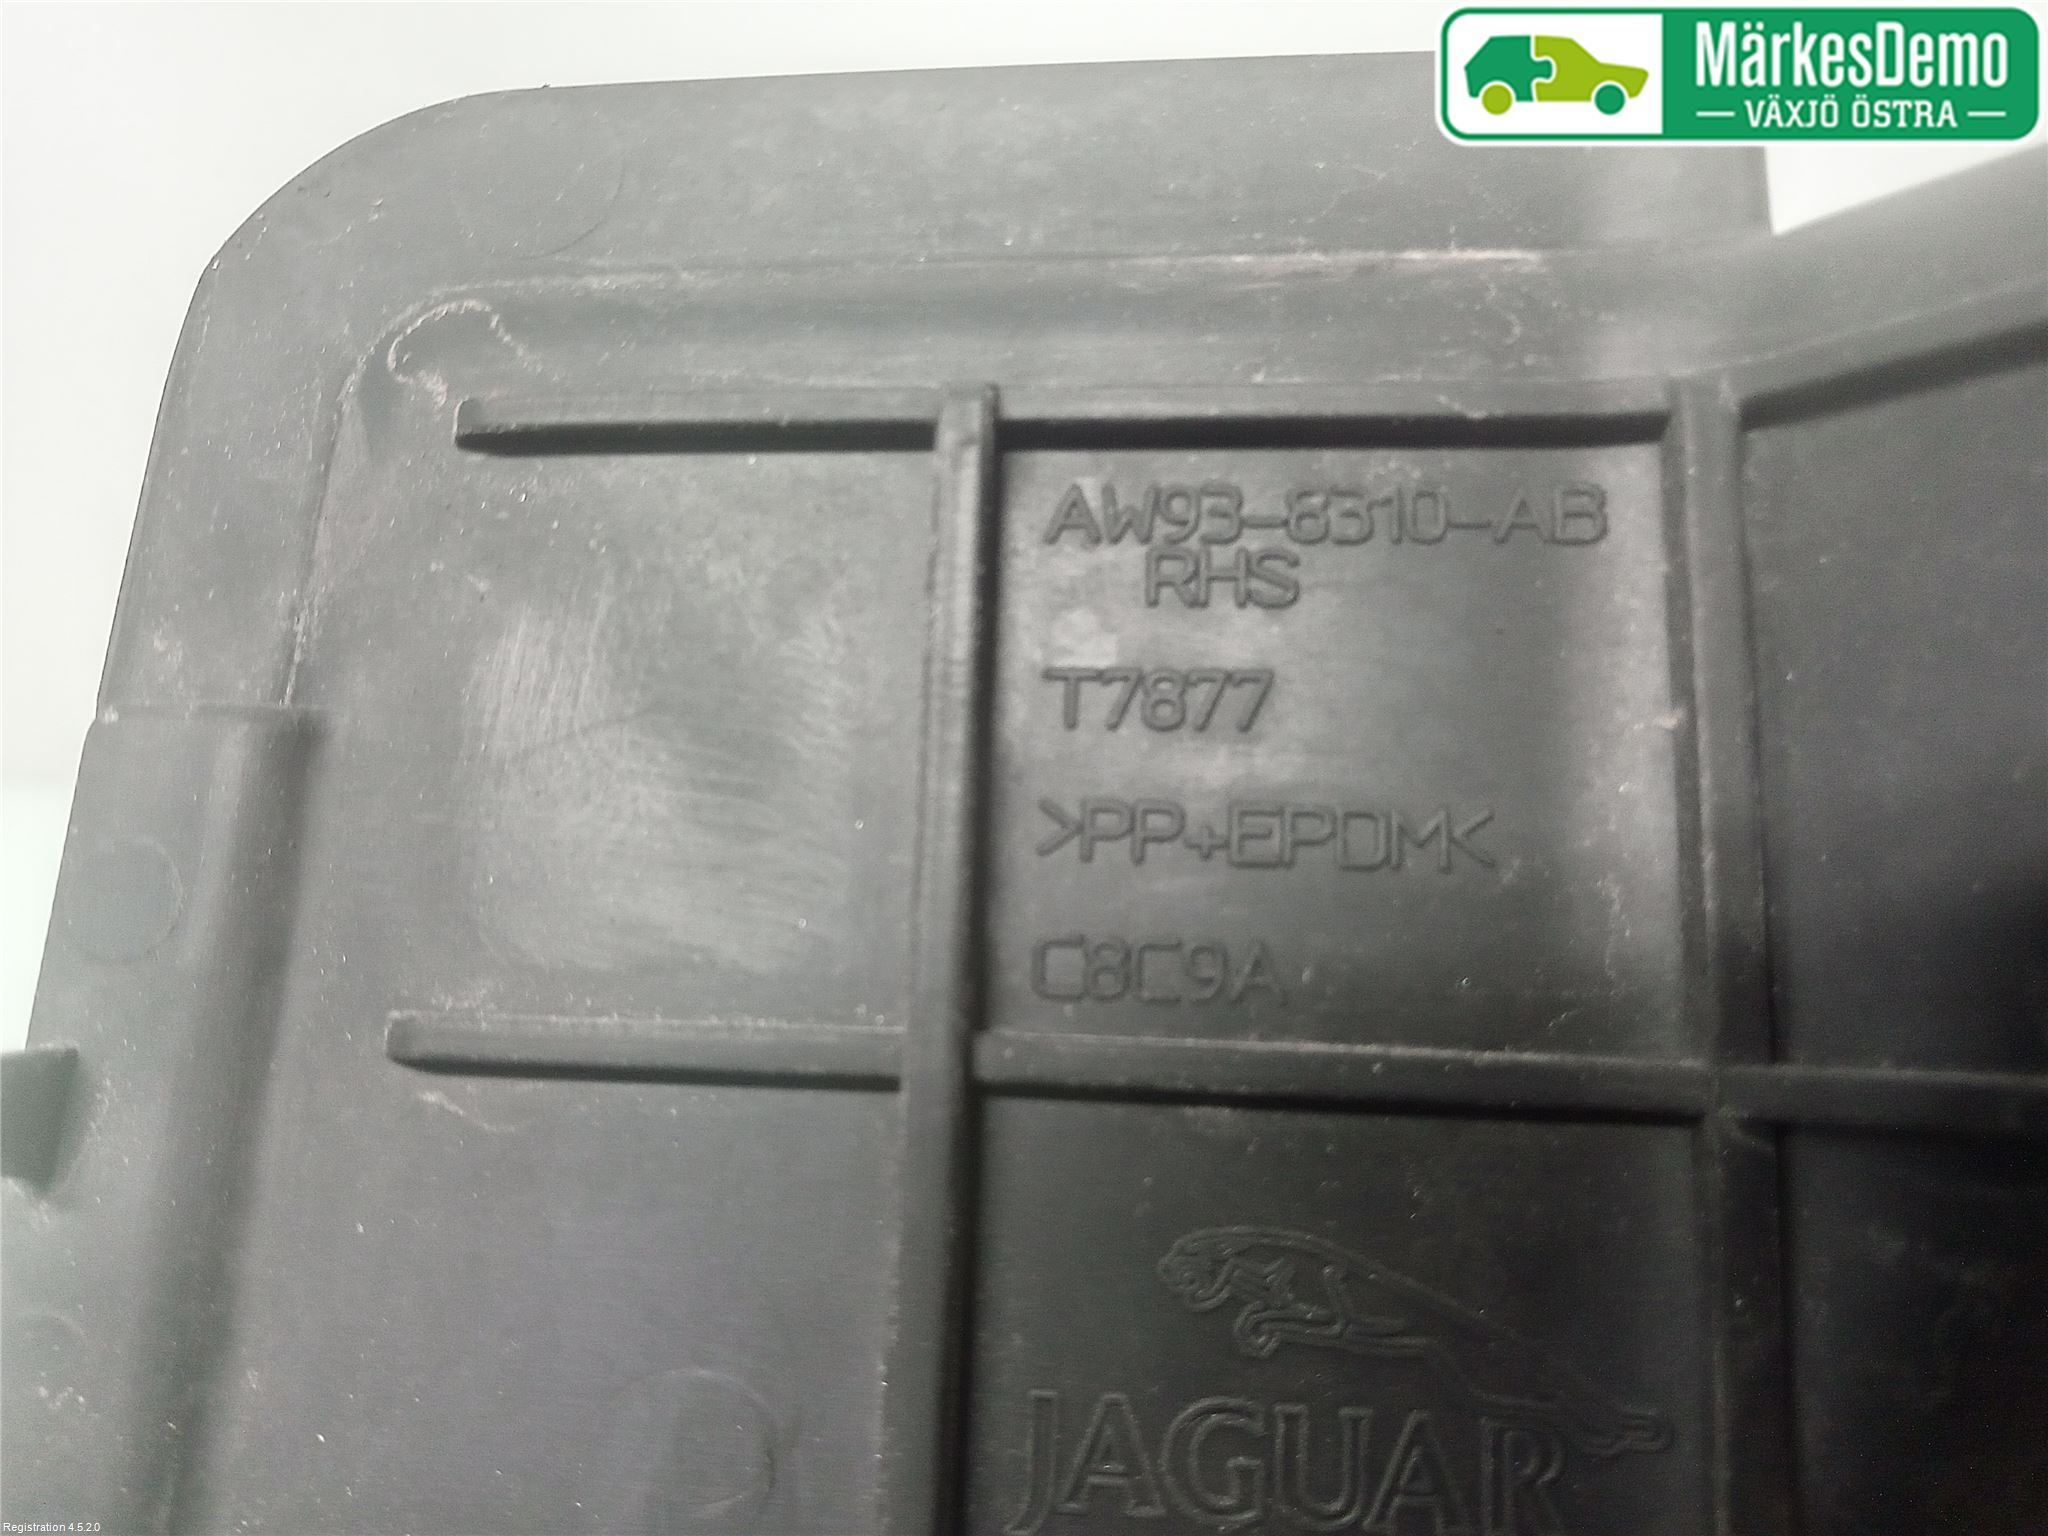 MärkesDemo
VÄXJÖ ÖSTRA
AW93-8310-AB
RHS
T7877
>PP+EPDM<
C8C9A
JAGUAR
Registration 4.5.2.0